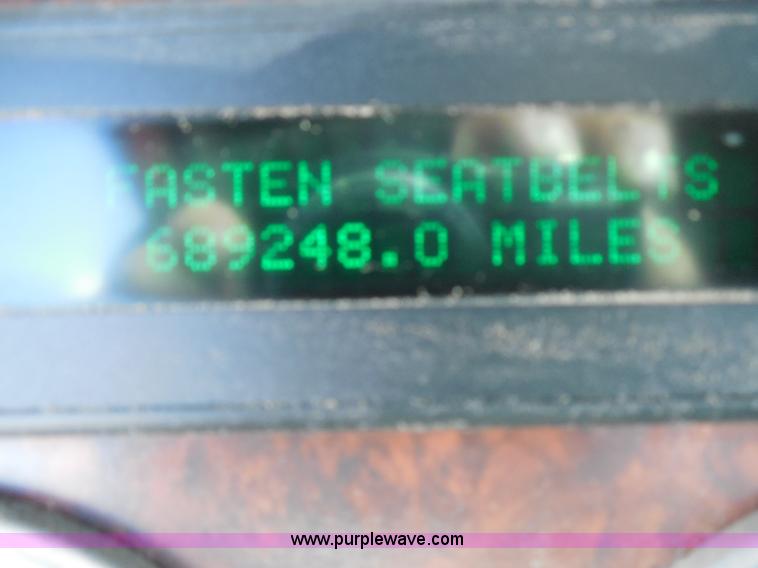 FASTEN SEATBELTS
689248.0 MILES
www.purplewave.com